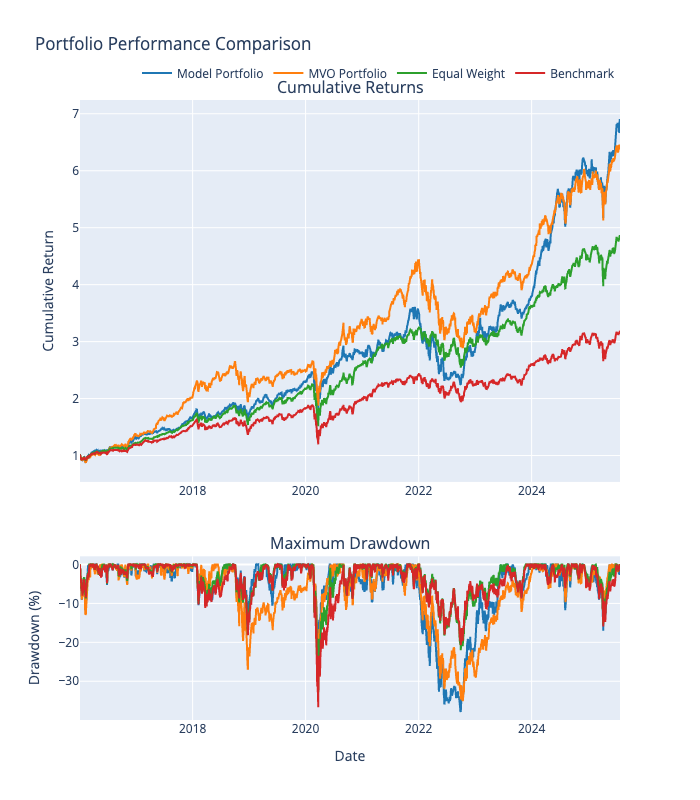 Portfolio Performance Comparison
Model Portfolio MVO Portfolio Equal Weight Benchmark
Cumulative Returns
7
6
5
4
3
2
1
Cumulative Return
2018 2020 2022 2024
Maximum Drawdown
0
−10
−20
−30
Drawdown (%)
2018 2020 2022 2024
Date